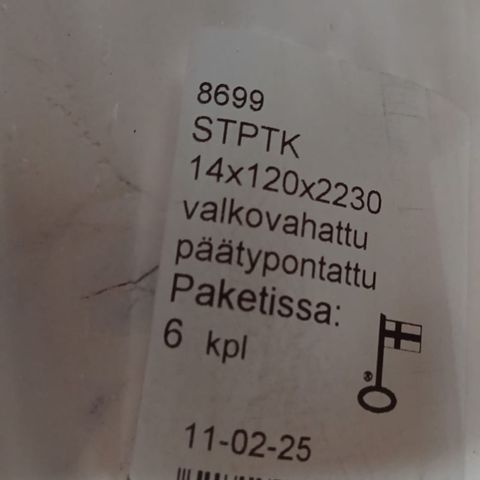 8699
STPTK
14x120x2230
valkovahattu
päätypontattu
Paketissa:
6 kpl
®
11-02-25